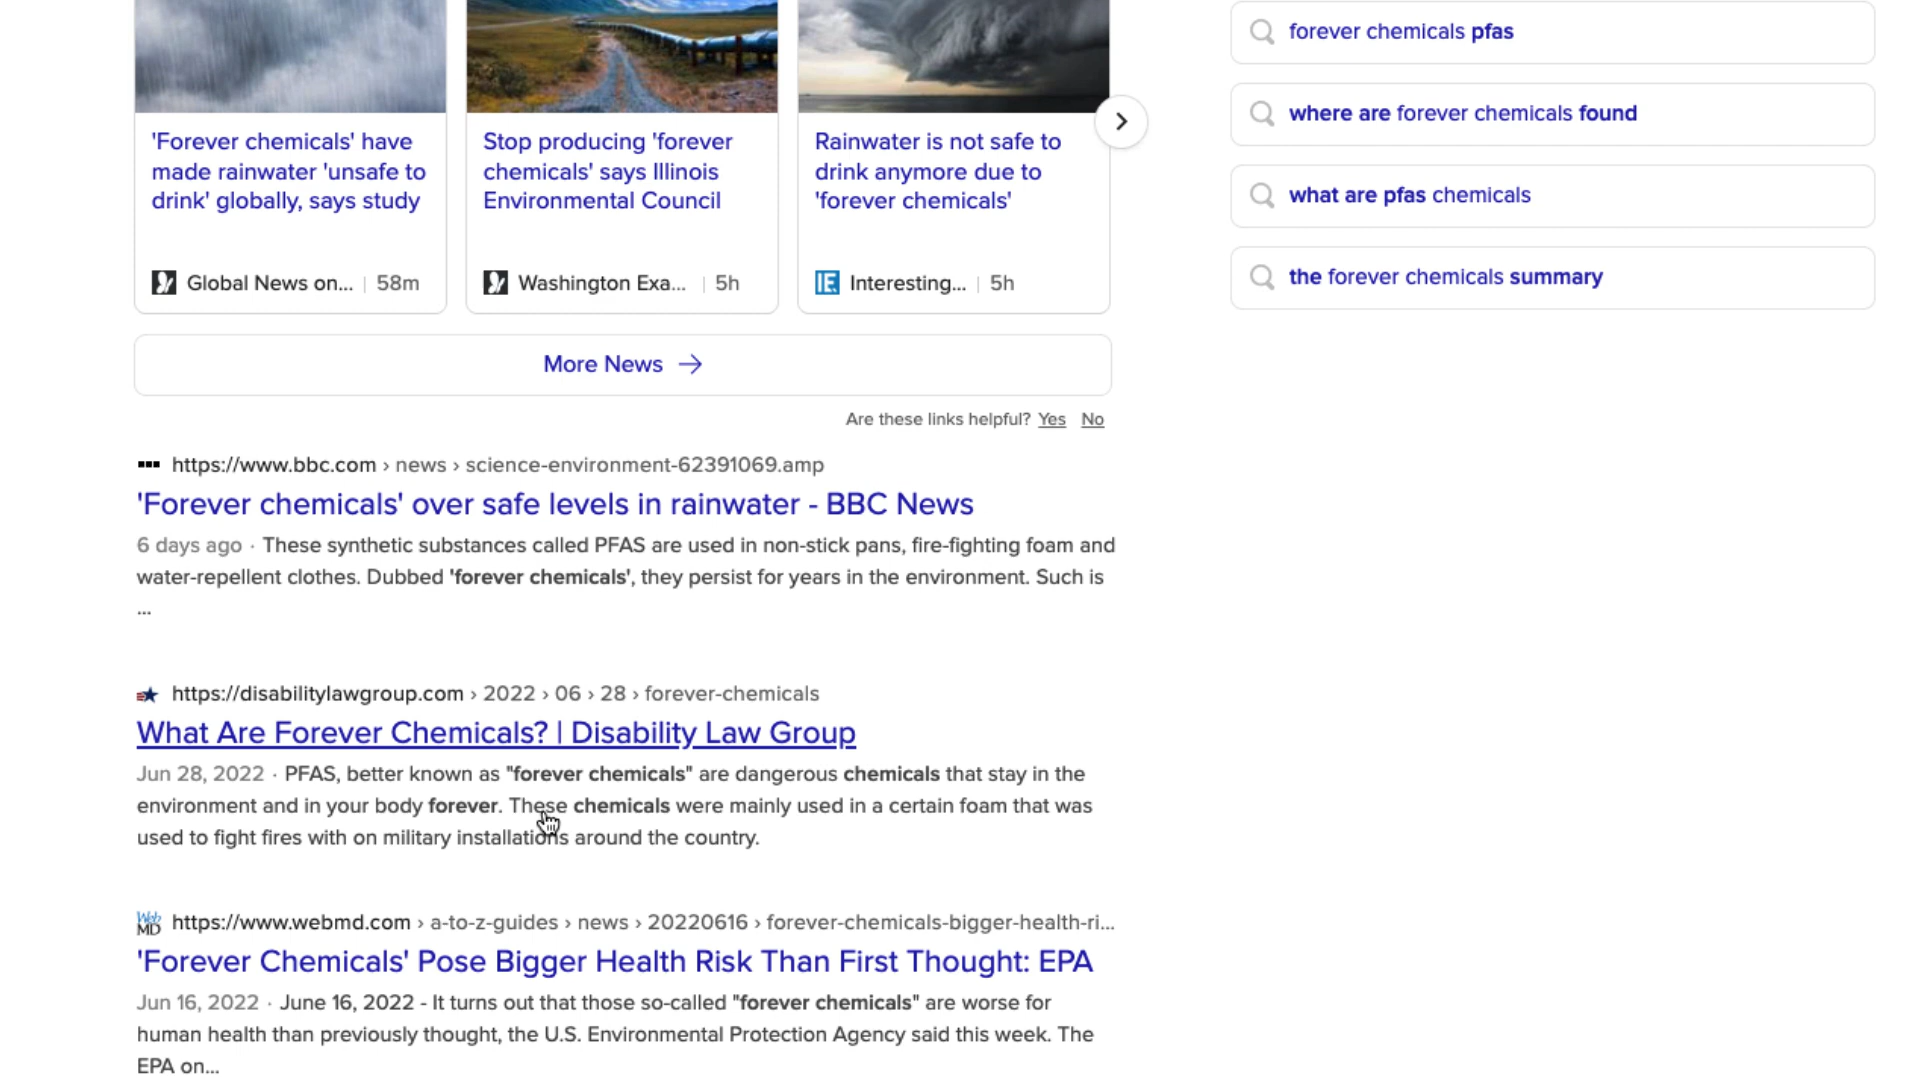 'Forever chemicals' have
made rainwater 'unsafe to
drink' globally, says study
Global News on... | 58m
Stop producing 'forever
chemicals' says Illinois
Environmental Council
Washington Exa... | 5h
Rainwater is not safe to
drink anymore due to
'forever chemicals'
IE. Interesting... | 5h
More News →
Are these links helpful? Yes No
https://www.bbc.com › news › science-environment-62391069.amp
'Forever chemicals' over safe levels in rainwater - BBC News
6 days ago · These synthetic substances called PFAS are used in non-stick pans, fire-fighting foam and
water-repellent clothes. Dubbed 'forever chemicals', they persist for years in the environment. Such is
...
https://disabilitylawgroup.com › 2022 › 06 › 28 › forever-chemicals
What Are Forever Chemicals? | Disability Law Group
Jun 28, 2022 · PFAS, better known as "forever chemicals" are dangerous chemicals that stay in the
environment and in your body forever. These chemicals were mainly used in a certain foam that was
used to fight fires with on military installations around the country.
Web
MD
https://www.webmd.com › a-to-z-guides › news › 20220616 › forever-chemicals-bigger-health-ri...
'Forever Chemicals' Pose Bigger Health Risk Than First Thought: EPA
Jun 16, 2022 · June 16, 2022 - It turns out that those so-called "forever chemicals" are worse for
human health than previously thought, the U.S. Environmental Protection Agency said this week. The
EPA on...
forever chemicals pfas
where are forever chemicals found
what are pfas chemicals
the forever chemicals summary